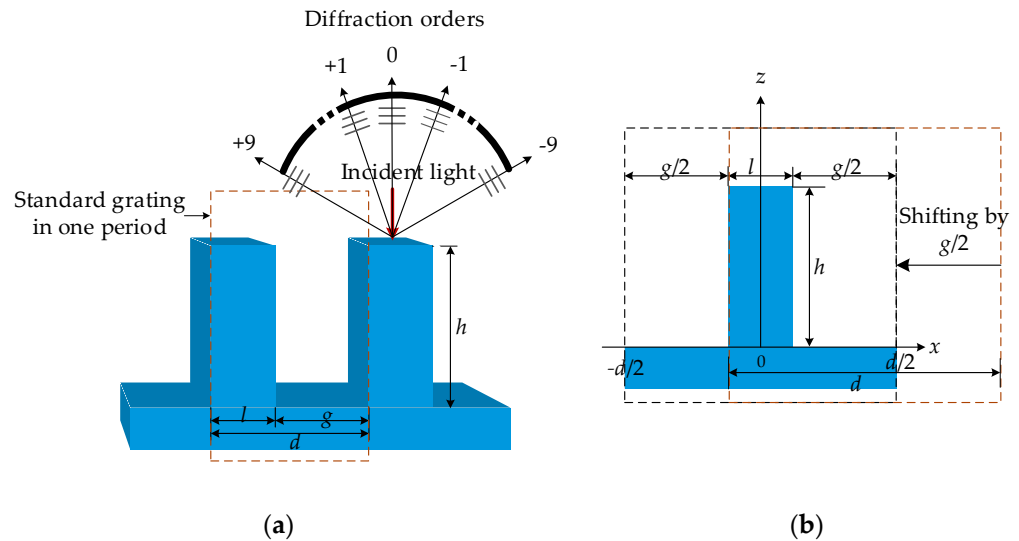 Diffraction orders
0
+1
-1
+9
-9
Incident light
Standard grating
in one period
h
l
g
d
(a)
z
g/2
l
g/2
Shifting by
g/2
h
x
-d/2
0
d/2
d
(b)